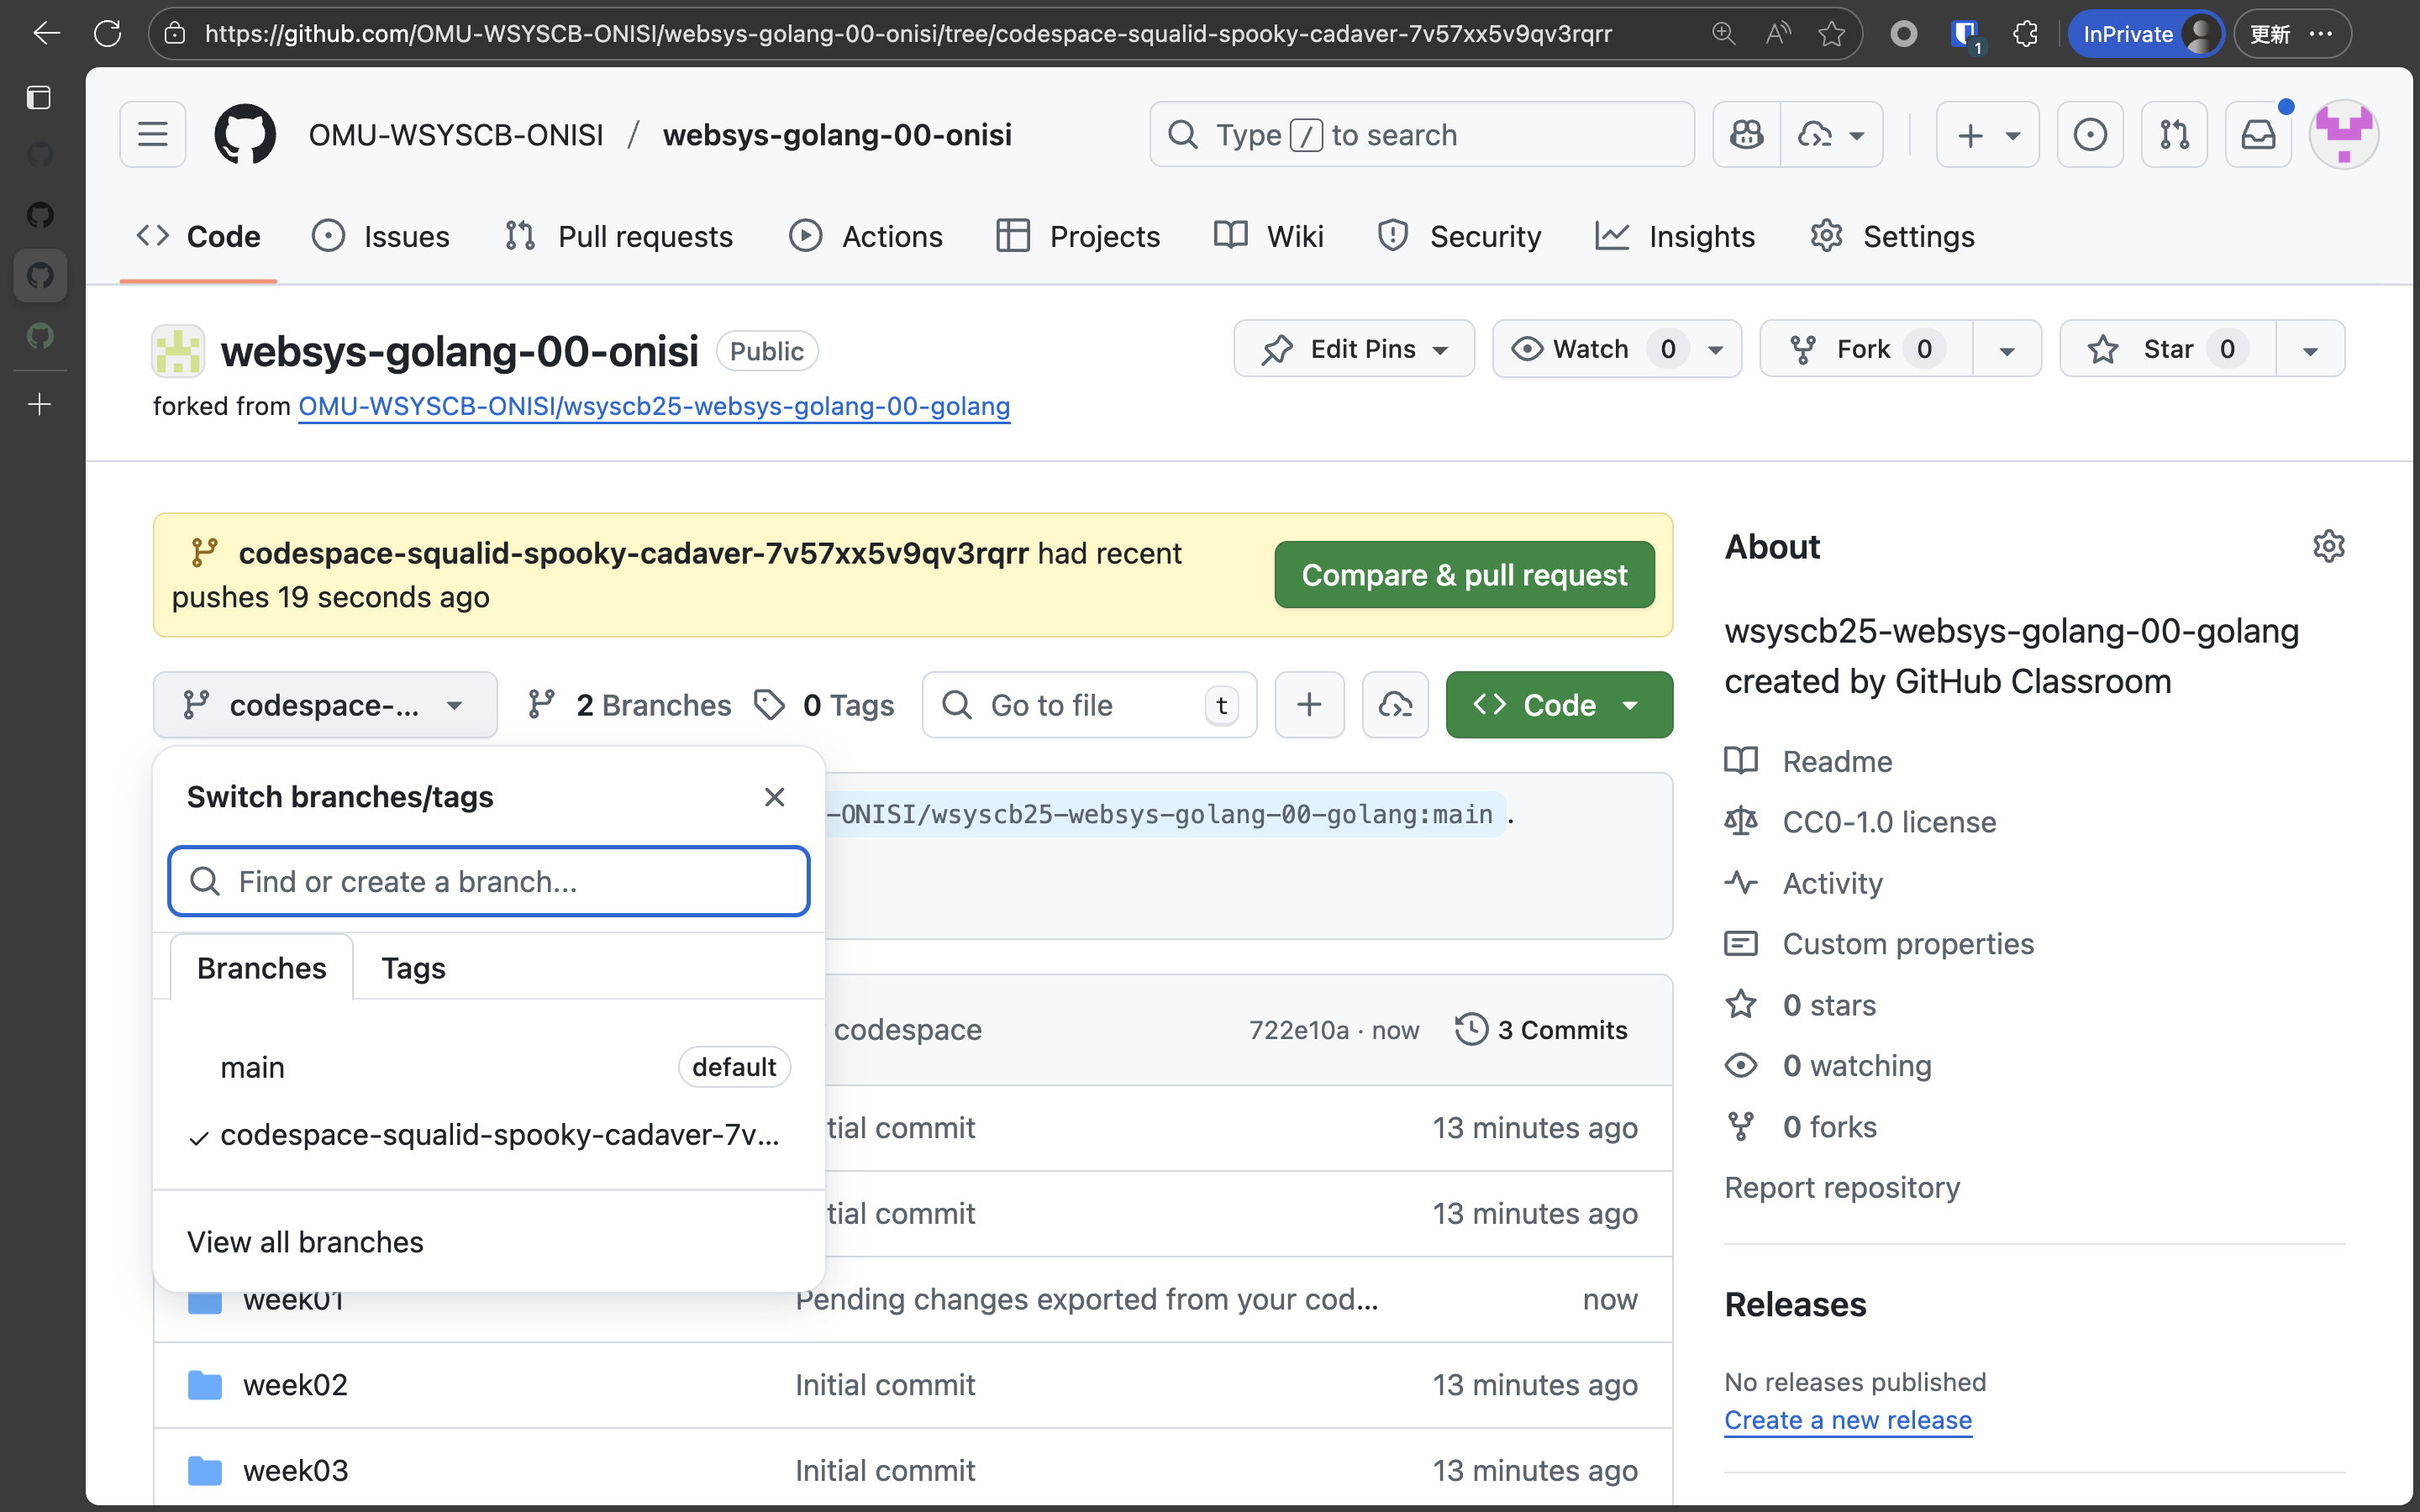 https://github.com/OMU-WSYSCB-ONISI/websys-golang-00-onisi/tree/codespace-squalid-spooky-cadaver-7v57xx5v9qv3rqrr
1
InPrivate
更新
OMU-WSYSCB-ONISI / websys-golang-00-onisi
Type / to search
Code
Issues
Pull requests
Actions
Projects
Wiki
Security
Insights
Settings
websys-golang-00-onisi
Public
Edit Pins
Watch 0
Fork 0
Star 0
forked from OMU-WSYSCB-ONISI/wsyscb25-websys-golang-00-golang
codespace-squalid-spooky-cadaver-7v57xx5v9qv3rqrr had recent
pushes 19 seconds ago
Compare & pull request
codespace-...
2 Branches
0 Tags
Go to file
t
Code
Switch branches/tags
Find or create a branch...
Branches
Tags
main
default
codespace-squalid-spooky-cadaver-7v...
View all branches
-ONISI/wsyscb25-websys-golang-00-golang:main .
codespace
722e10a · now
3 Commits
tial commit
13 minutes ago
tial commit
13 minutes ago
week01
Pending changes exported from your cod...
now
week02
Initial commit
13 minutes ago
week03
Initial commit
13 minutes ago
About
wsyscb25-websys-golang-00-golang
created by GitHub Classroom
Readme
CC0-1.0 license
Activity
Custom properties
0 stars
0 watching
0 forks
Report repository
Releases
No releases published
Create a new release